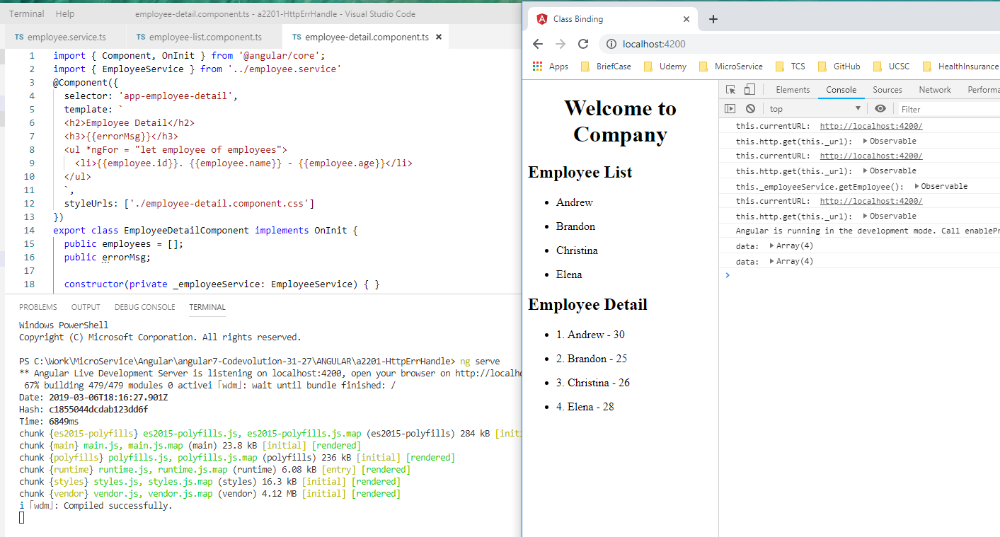 Terminal Help employee-detail.component.ts - a2201-HttpErrHandle - Visual Studio Code
TS employee.service.ts TS employee-list.component.ts TS employee-detail.component.ts ×
1 import { Component, OnInit } from '@angular/core';
2 import { EmployeeService } from '../employee.service'
3 @Component({
4 selector: 'app-employee-detail',
5 template: `
6 <h2>Employee Detail</h2>
7 <h3>{{errorMsg}}</h3>
8 <ul *ngFor = "let employee of employees">
9 <li>{{employee.id}}. {{employee.name}} - {{employee.age}}</li>
10 </ul>
11 `,
12 styleUrls: ['./employee-detail.component.css']
13 })
14 export class EmployeeDetailComponent implements OnInit {
15 public employees = [];
16 public errorMsg;
17
18 constructor(private _employeeService: EmployeeService) { }
PROBLEMS OUTPUT DEBUG CONSOLE TERMINAL
Windows PowerShell
Copyright (C) Microsoft Corporation. All rights reserved.
PS C:\Work\MicroService\Angular\angular7-Codevolution-31-27\ANGULAR\a2201-HttpErrHandle> ng serve
** Angular Live Development Server is listening on localhost:4200, open your browser on http://localho
67% building 479/479 modules 0 activei ｢wdm｣: wait until bundle finished: /
Date: 2019-03-06T18:16:27.901Z
Hash: c1855044dcdab123dd6f
Time: 6849ms
chunk {es2015-polyfills} es2015-polyfills.js, es2015-polyfills.js.map (es2015-polyfills) 284 kB [initi
chunk {main} main.js, main.js.map (main) 23.8 kB [initial] [rendered]
chunk {polyfills} polyfills.js, polyfills.js.map (polyfills) 236 kB [initial] [rendered]
chunk {runtime} runtime.js, runtime.js.map (runtime) 6.08 kB [entry] [rendered]
chunk {styles} styles.js, styles.js.map (styles) 16.3 kB [initial] [rendered]
chunk {vendor} vendor.js, vendor.js.map (vendor) 4.12 MB [initial] [rendered]
i ｢wdm｣: Compiled successfully.
Class Binding
localhost:4200
Apps BriefCase Udemy MicroService TCS GitHub UCSC HealthInsurance
Welcome to
Company
Employee List
• Andrew
• Brandon
• Christina
• Elena
Employee Detail
• 1. Andrew - 30
• 2. Brandon - 25
• 3. Christina - 26
• 4. Elena - 28
Elements Console Sources Network Performa
top Filter
this.currentURL: http://localhost:4200/
this.http.get(this._url): Observable
this.currentURL: http://localhost:4200/
this.http.get(this._url): Observable
this._employeeService.getEmployee(): Observable
this.currentURL: http://localhost:4200/
this.http.get(this._url): Observable
Angular is running in the development mode. Call enablePr
data: Array(4)
data: Array(4)